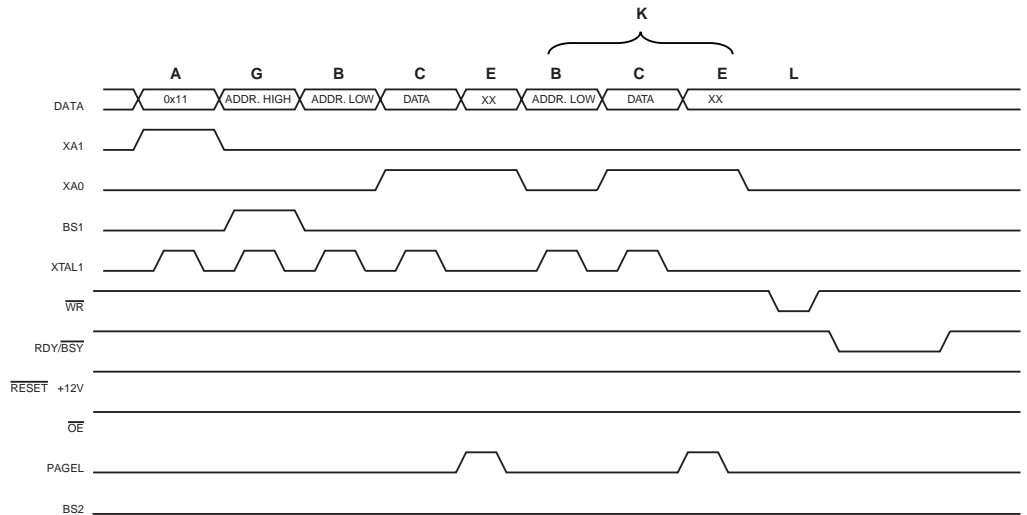 K
A G B C E B C E L
DATA 0x11 ADDR. HIGH ADDR. LOW DATA XX ADDR. LOW DATA XX
XA1
XA0
BS1
XTAL1
WR
RDY/BSY
RESET +12V
OE
PAGEL
BS2